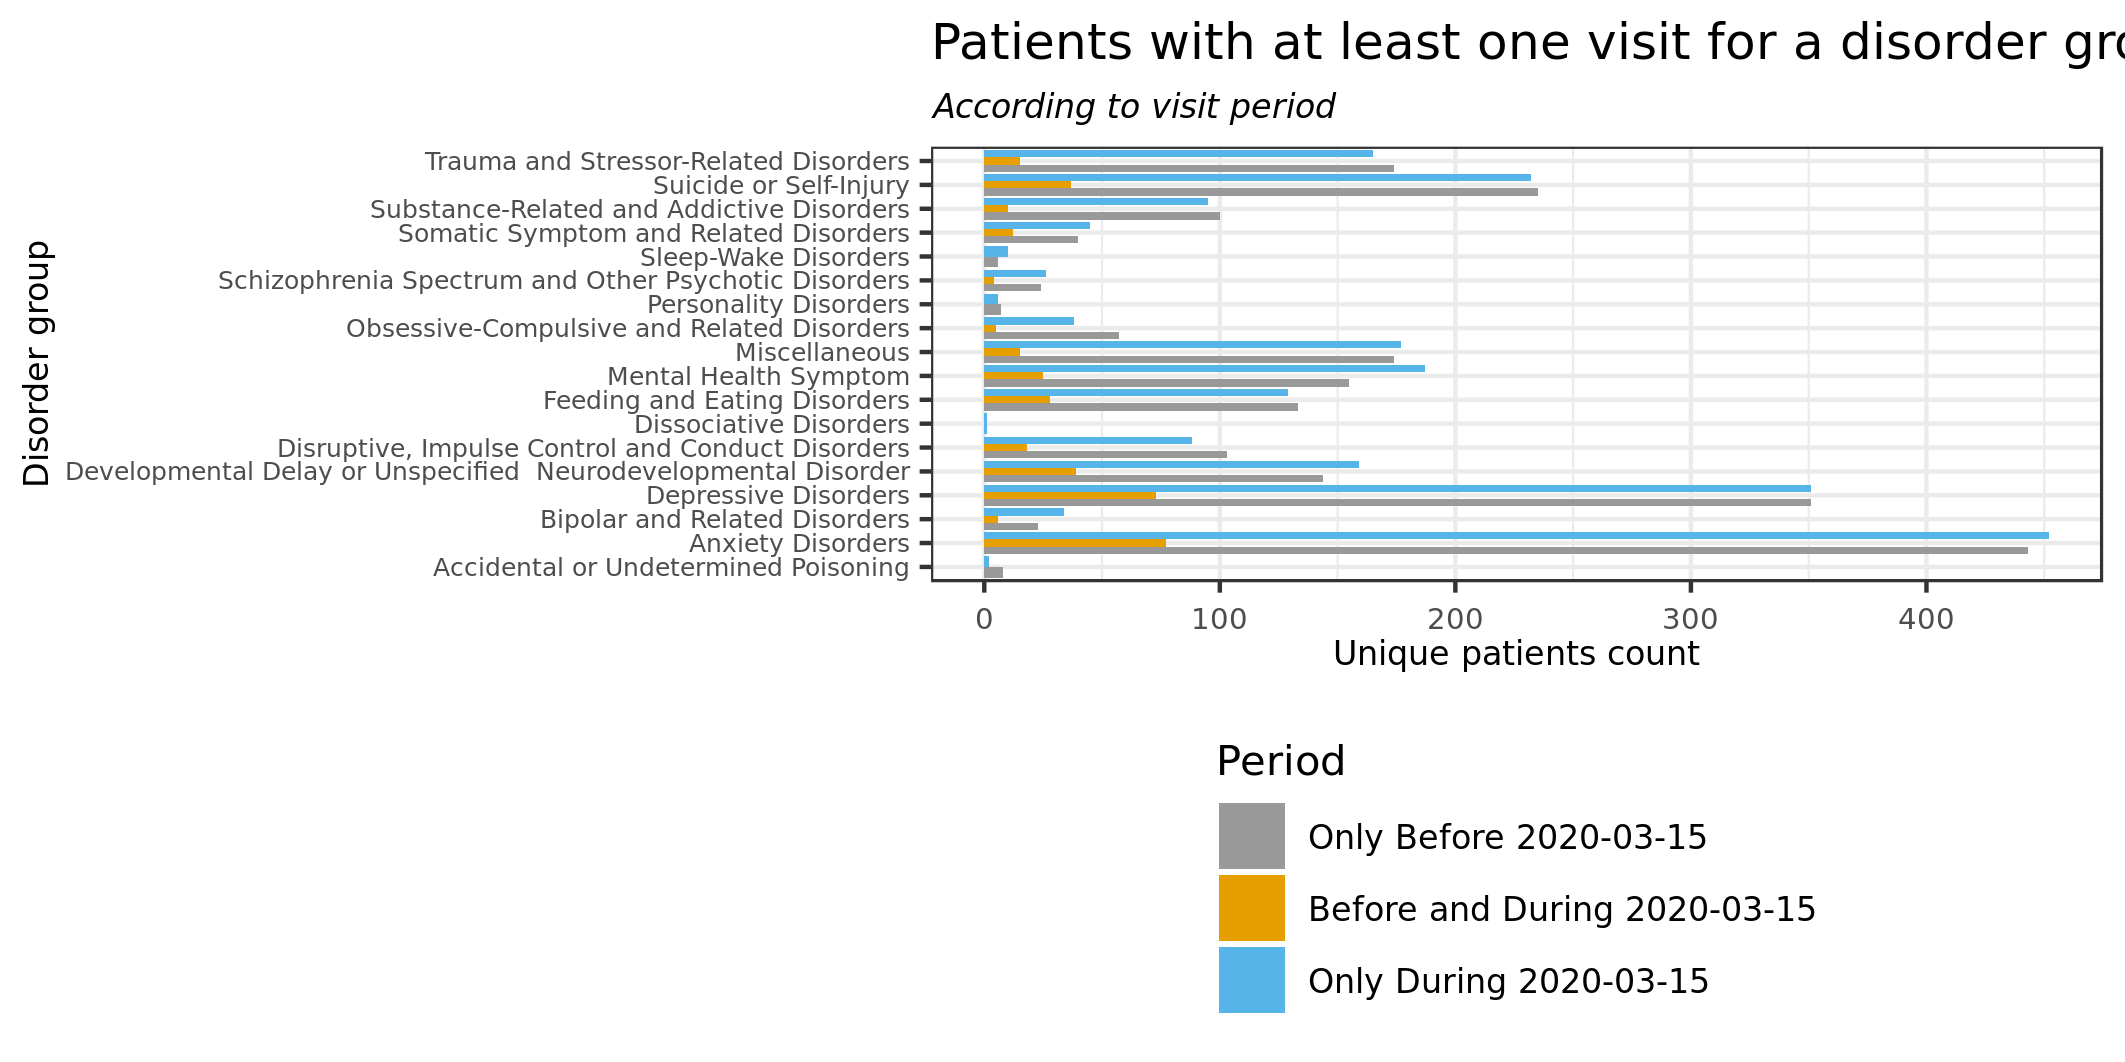 Patients with at least one visit for a disorder gro
According to visit period
Disorder group
Trauma and Stressor-Related Disorders
Suicide or Self-Injury
Substance-Related and Addictive Disorders
Somatic Symptom and Related Disorders
Sleep-Wake Disorders
Schizophrenia Spectrum and Other Psychotic Disorders
Personality Disorders
Obsessive-Compulsive and Related Disorders
Miscellaneous
Mental Health Symptom
Feeding and Eating Disorders
Dissociative Disorders
Disruptive, Impulse Control and Conduct Disorders
Developmental Delay or Unspecified  Neurodevelopmental Disorder
Depressive Disorders
Bipolar and Related Disorders
Anxiety Disorders
Accidental or Undetermined Poisoning
0 100 200 300 400
Unique patients count
Period
Only Before 2020-03-15
Before and During 2020-03-15
Only During 2020-03-15